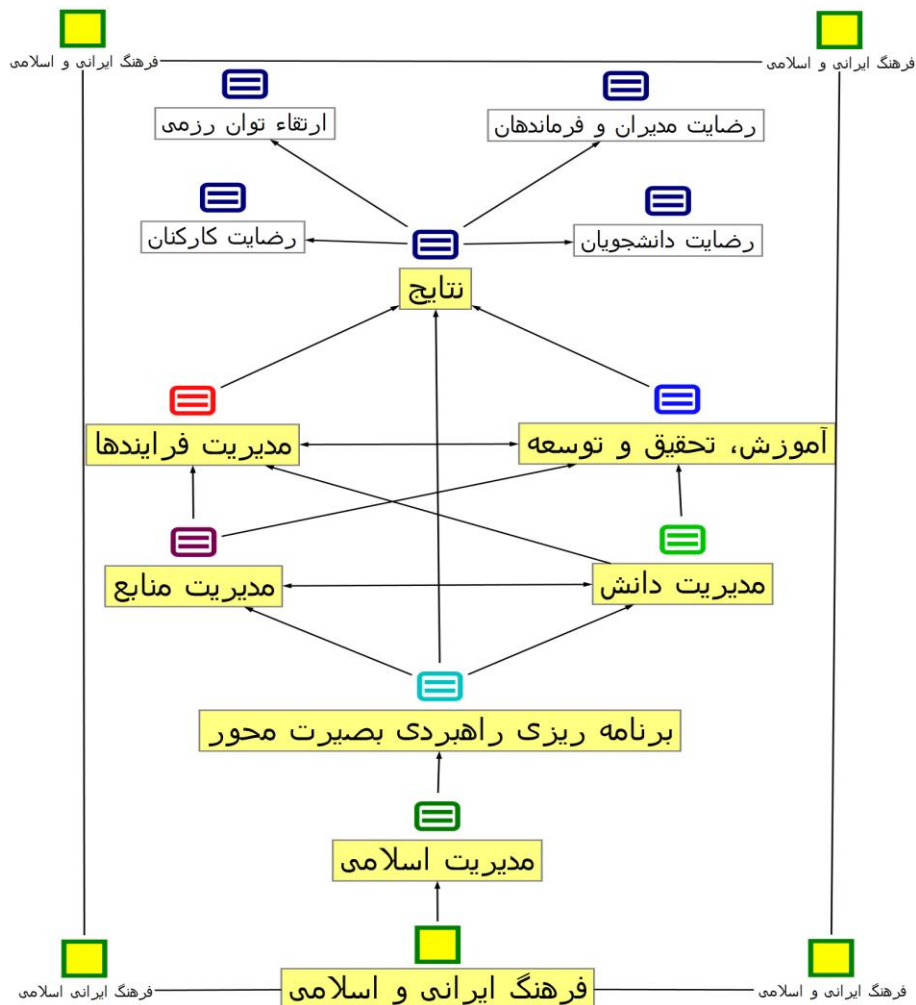 فرهنگ ایرانی و اسلامی
فرهنگ ایرانی و اسلامی
رضایت مدیران و فرماندهان
ارتقاء توان رزمی
رضایت دانشجویان
رضایت کارکنان
نتایج
آموزش، تحقیق و توسعه
مدیریت فرایندها
مدیریت دانش
مدیریت منابع
برنامه ریزی راهبردی بصیرت محور
مدیریت اسلامی
فرهنگ ایرانی و اسلامی
فرهنگ ایرانی و اسلامی
فرهنگ ایرانی اسلامی